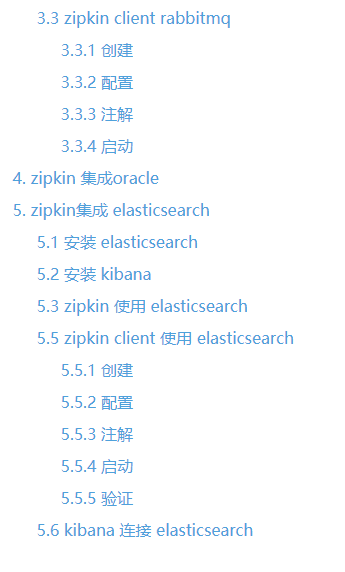 3.3 zipkin client rabbitmq
3.3.1 创建
3.3.2 配置
3.3.3 注解
3.3.4 启动
4. zipkin 集成oracle
5. zipkin集成 elasticsearch
5.1 安装 elasticsearch
5.2 安装 kibana
5.3 zipkin 使用 elasticsearch
5.5 zipkin client 使用 elasticsearch
5.5.1 创建
5.5.2 配置
5.5.3 注解
5.5.4 启动
5.5.5 验证
5.6 kibana 连接 elasticsearch